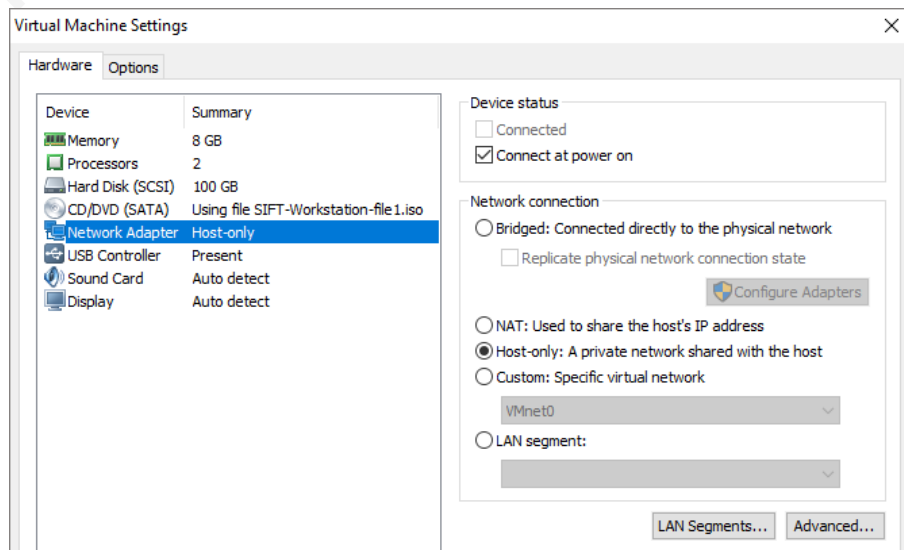 Virtual Machine Settings
Hardware Options
Device Summary
Memory 8 GB
Processors 2
Hard Disk (SCSI) 100 GB
CD/DVD (SATA) Using file SIFT-Workstation-file1.iso
Network Adapter Host-only
USB Controller Present
Sound Card Auto detect
Display Auto detect
Device status
Connected
Connect at power on
Network connection
Bridged: Connected directly to the physical network
Replicate physical network connection state
Configure Adapters
NAT: Used to share the host's IP address
Host-only: A private network shared with the host
Custom: Specific virtual network
VMnet0
LAN segment:
LAN Segments... Advanced...